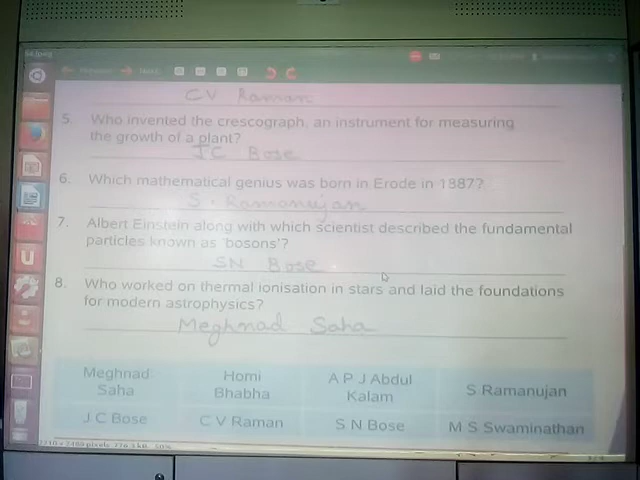 CV Raman
5. Who invented the crescograph, an instrument for measuring
the growth of a plant?
JC Bose
6. Which mathematical genius was born in Erode in 1887?
S. Ramanujan
7. Albert Einstein along with which scientist described the fundamental
particles known as 'bosons'?
SN Bose
8. Who worked on thermal ionisation in stars and laid the foundations
for modern astrophysics?
Meghnad Saha
Meghnad Saha Homi Bhabha A P J Abdul Kalam S Ramanujan
J C Bose C V Raman S N Bose M S Swaminathan